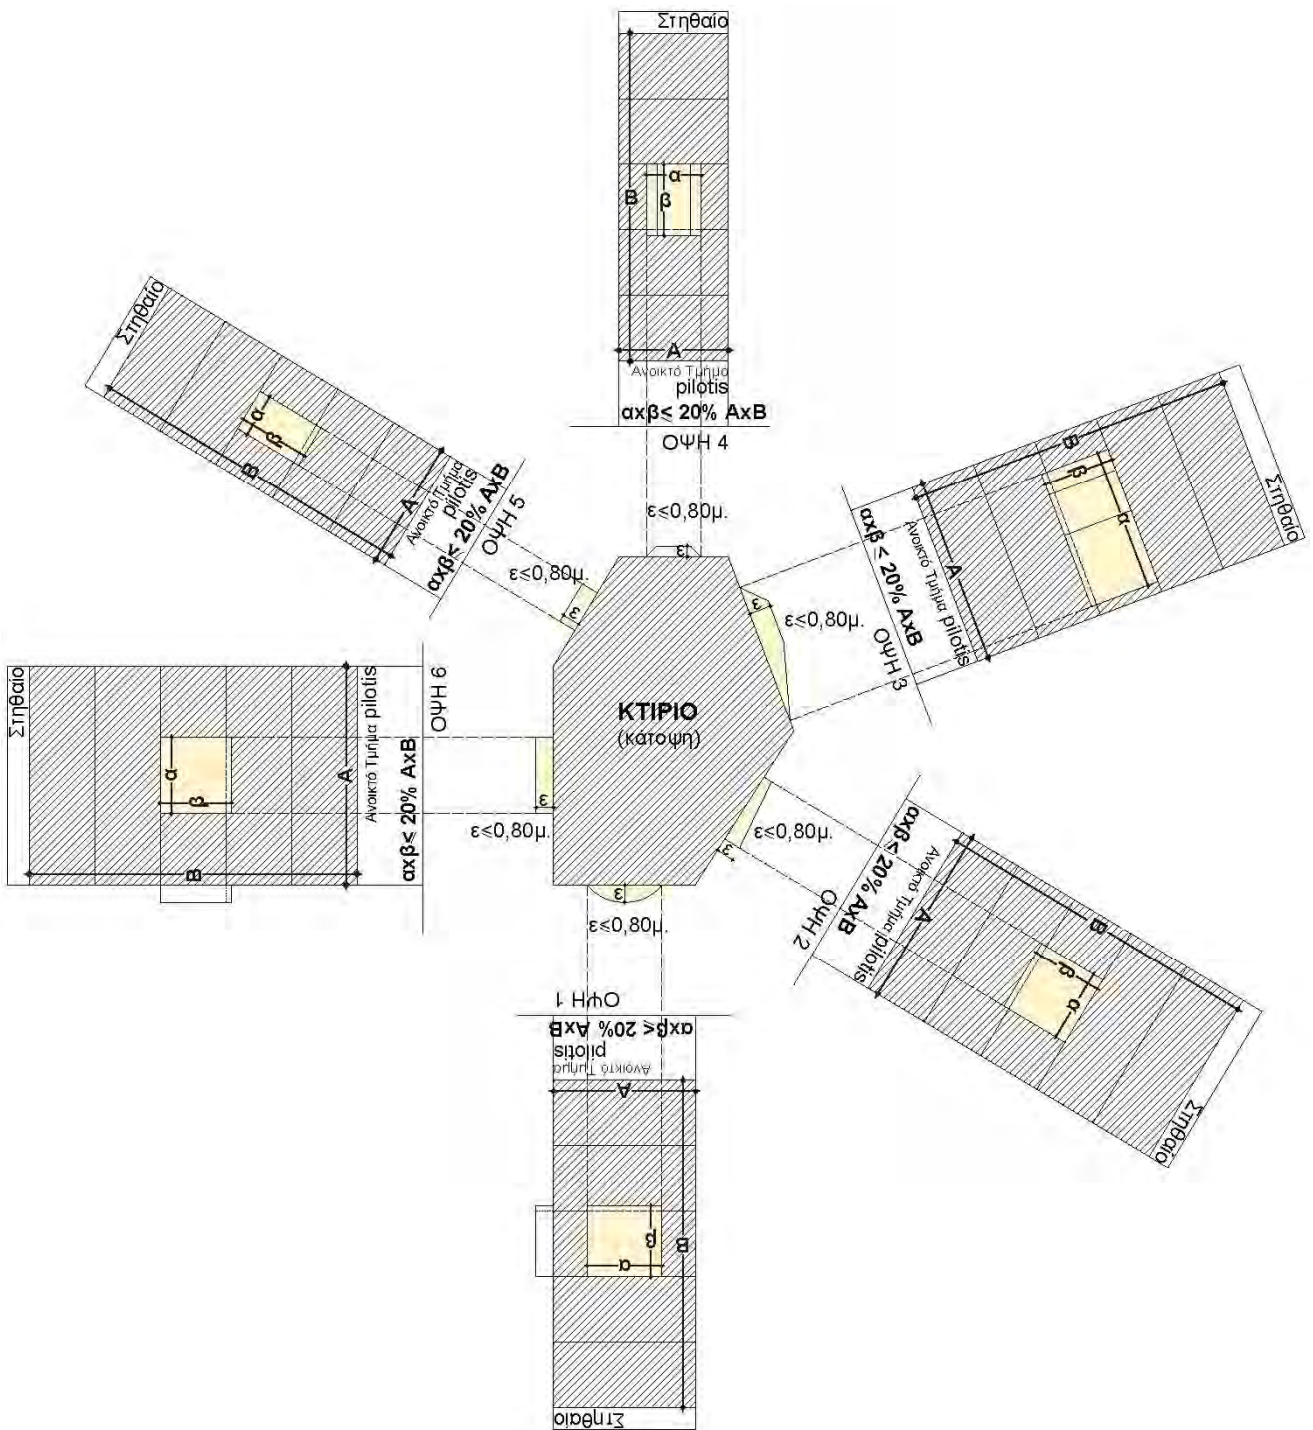 Στηθαίο
α
β
B
A
Ανοικτό Τμήμα
pilotis
αxβ< 20% AxB
ΟΨΗ 4
ε≤0,80μ.
ε
Στηθαίο
α
β
B
A
Ανοικτό Τμήμα
pilotis
αxβ< 20% AxB
ΟΨΗ 5
ε≤0,80μ.
ε
B
β
α
Στηθαίο
A
Ανοικτό Τμήμα pilotis
αxβ< 20% AxB
ΟΨΗ 3
ε≤0,80μ.
ε
ΚΤΙΡΙΟ
(κάτοψη)
Στηθαίο
α
β
B
A
Ανοικτό Τμήμα pilotis
αxβ< 20% AxB
ΟΨΗ 6
ε≤0,80μ.
ε
ε≤0,80μ.
ε
ΟΨΗ 2
αxβ< 20% AxB
Ανοικτό Τμήμα pilotis
A
B
β
α
Στηθαίο
ε
ε≤0,80μ.
ΟΨΗ 1
αxβ< 20% AxB
pilotis
Ανοικτό Τμήμα
A
B
β
α
Στηθαίο